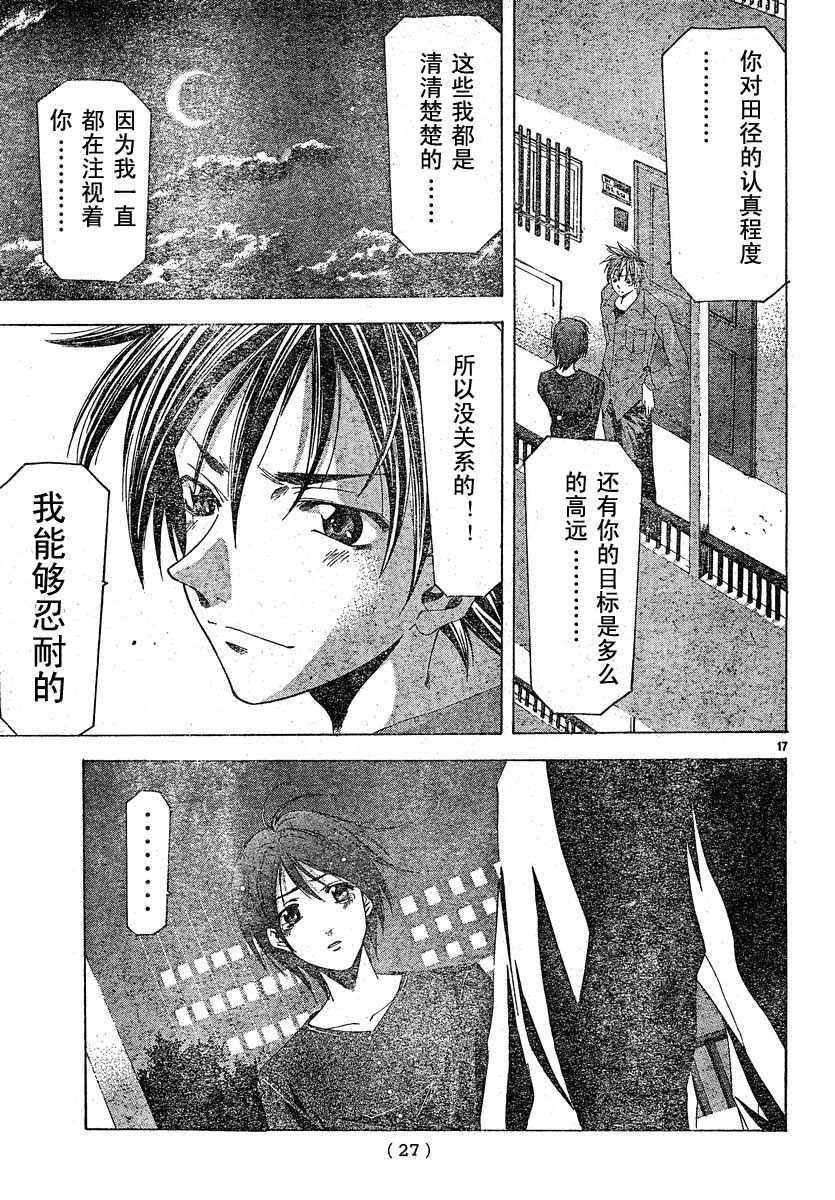 你对田径的认真程度
………
还有你的目标是多么
的高远…………
这些我都是
清清楚楚的……
因为我一直
都在注视着
你………
所以没关系的！！
我能够忍耐的
17
………
(27)